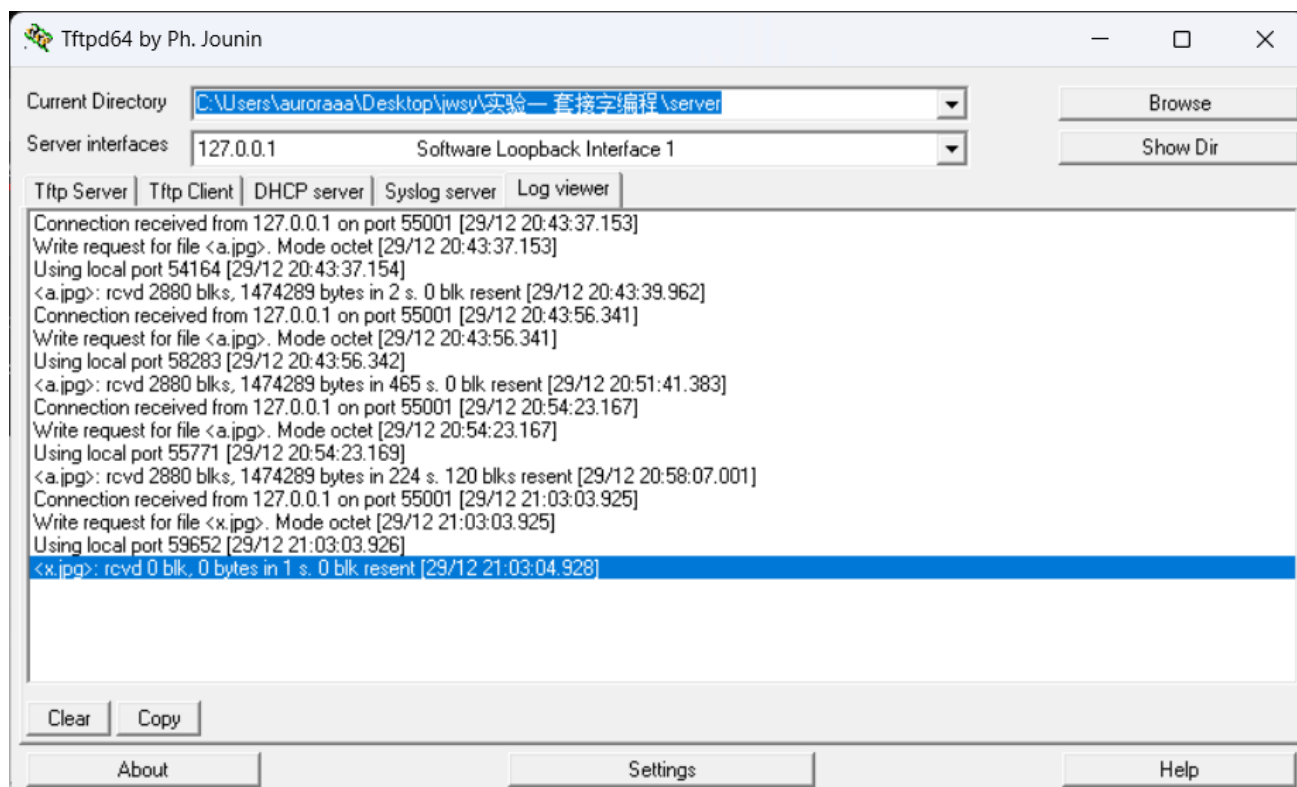 Tftpd64 by Ph. Jounin
Current Directory C:\Users\auroraaa\Desktop\jwsy\实验一 套接字编程\server Browse
Server interfaces 127.0.0.1 Software Loopback Interface 1 Show Dir
Tftp Server Tftp Client DHCP server Syslog server Log viewer
Connection received from 127.0.0.1 on port 55001 [29/12 20:43:37.153]
Write request for file <a.jpg>. Mode octet [29/12 20:43:37.153]
Using local port 54164 [29/12 20:43:37.154]
<a.jpg>: rcvd 2880 blks, 1474289 bytes in 2 s. 0 blk resent [29/12 20:43:39.962]
Connection received from 127.0.0.1 on port 55001 [29/12 20:43:56.341]
Write request for file <a.jpg>. Mode octet [29/12 20:43:56.341]
Using local port 58283 [29/12 20:43:56.342]
<a.jpg>: rcvd 2880 blks, 1474289 bytes in 465 s. 0 blk resent [29/12 20:51:41.383]
Connection received from 127.0.0.1 on port 55001 [29/12 20:54:23.167]
Write request for file <a.jpg>. Mode octet [29/12 20:54:23.167]
Using local port 55771 [29/12 20:54:23.169]
<a.jpg>: rcvd 2880 blks, 1474289 bytes in 224 s. 120 blks resent [29/12 20:58:07.001]
Connection received from 127.0.0.1 on port 55001 [29/12 21:03:03.925]
Write request for file <x.jpg>. Mode octet [29/12 21:03:03.925]
Using local port 59652 [29/12 21:03:03.926]
<x.jpg>: rcvd 0 blk, 0 bytes in 1 s. 0 blk resent [29/12 21:03:04.928]
Clear Copy
About Settings Help